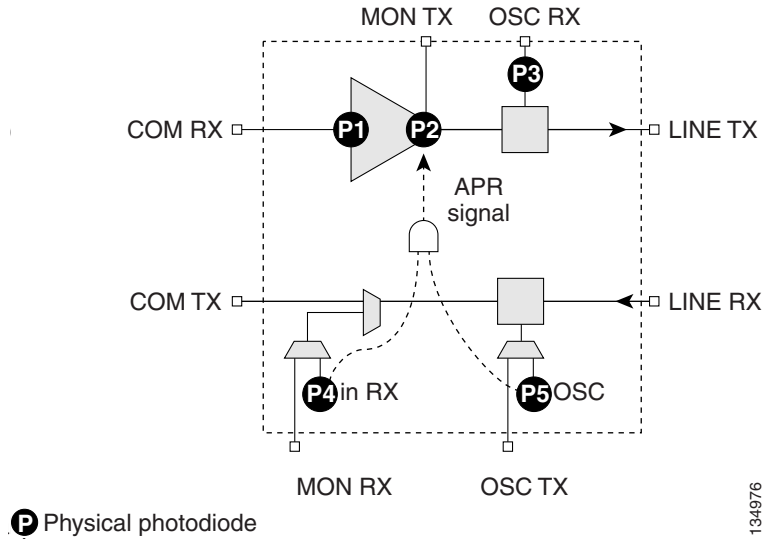 MON TX OSC RX
P3
COM RX P1 P2 LINE TX
APR
signal
COM TX LINE RX
P4 in RX P5 OSC
MON RX OSC TX
P Physical photodiode
134976